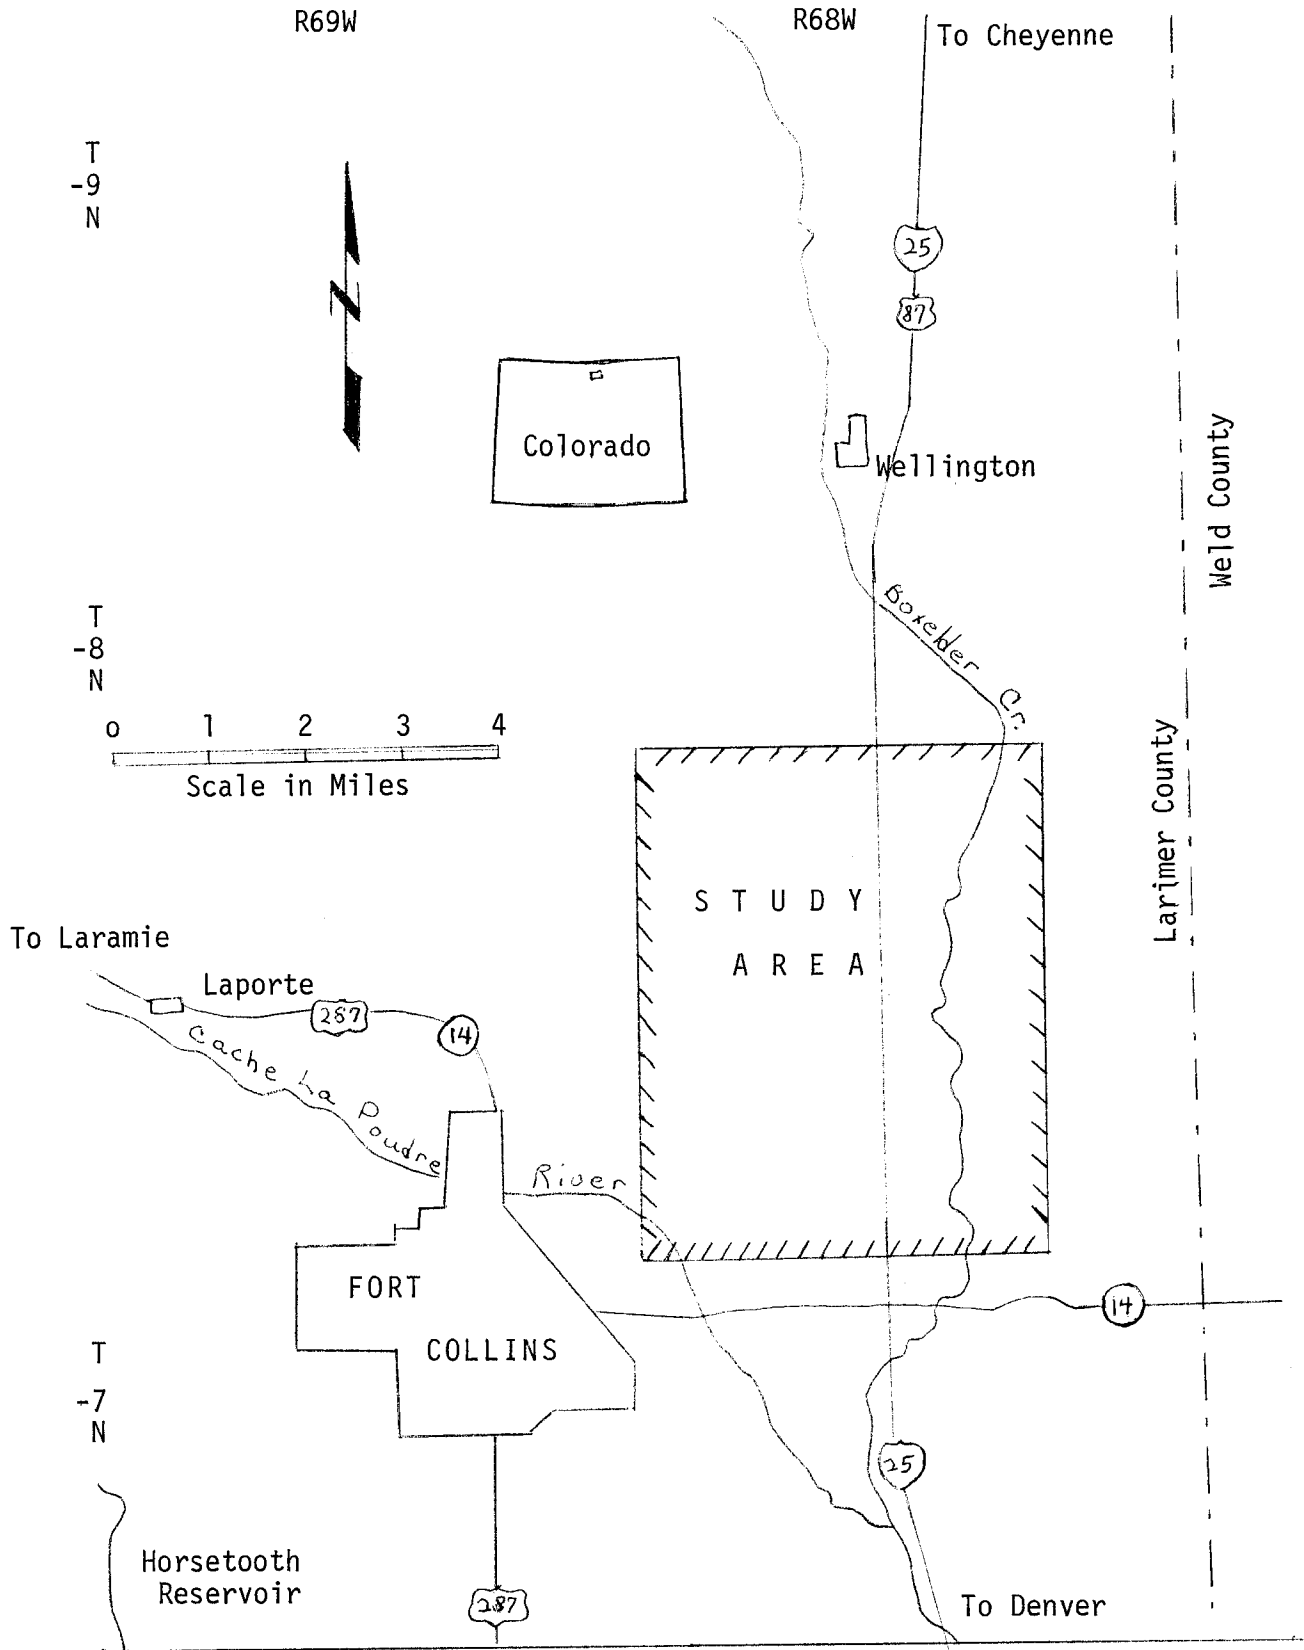 R69W
R68W
To Cheyenne
T
-9
N
25
87
Colorado
Wellington
Weld County
Boxelder Cr.
T
-8
N
0 1 2 3 4
Scale in Miles
Larimer County
STUDY
AREA
To Laramie
Laporte
287
14
Cache La Poudre River
FORT
COLLINS
14
T
-7
N
25
Horsetooth
Reservoir
287
To Denver
N